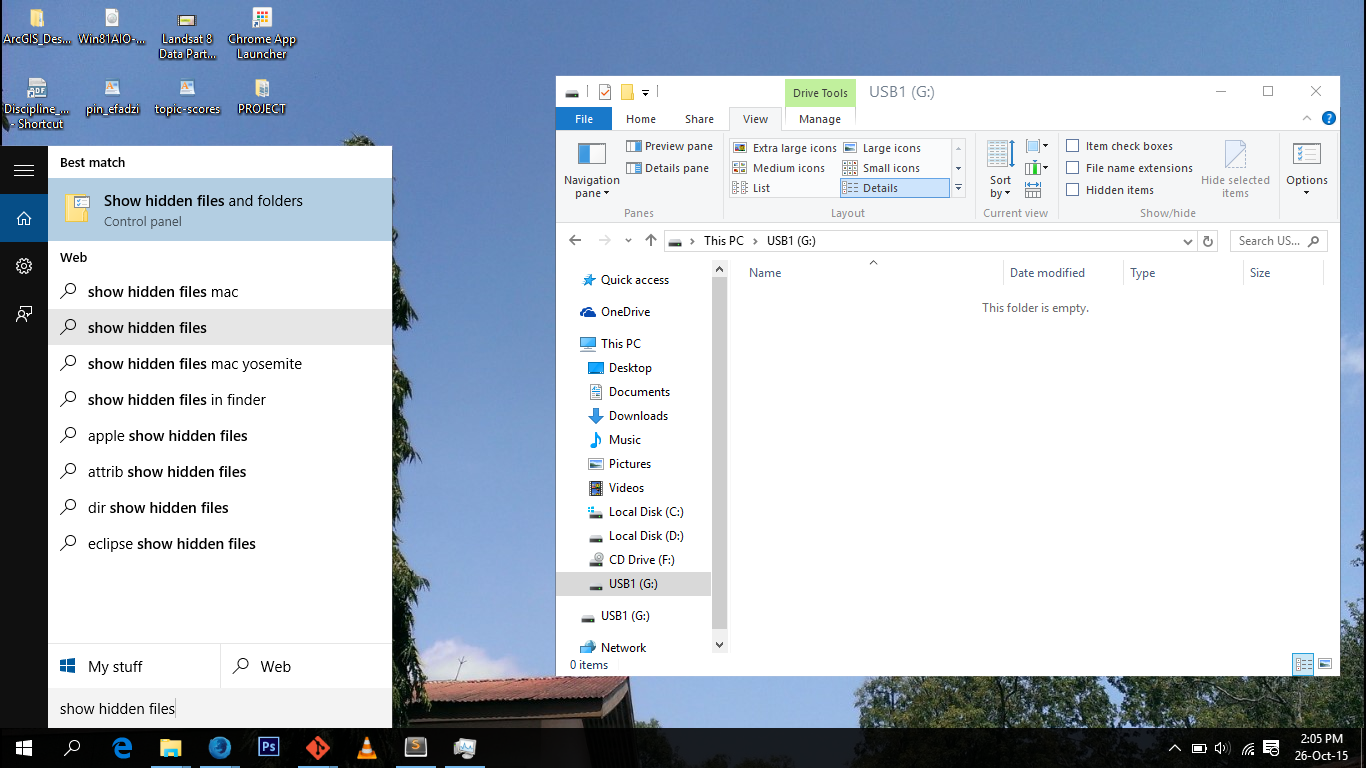 ArcGIS_Des...
Win81AIO-...
Landsat 8
Data Part...
Chrome App
Launcher
Discipline_...
- Shortcut
pin_efadzi
topic-scores
PROJECT
Best match
Show hidden files and folders
Control panel
Web
show hidden files mac
show hidden files
show hidden files mac yosemite
show hidden files in finder
apple show hidden files
attrib show hidden files
dir show hidden files
eclipse show hidden files
My stuff
Web
show hidden files
Drive Tools
USB1 (G:)
File
Home
Share
View
Manage
Navigation
pane
Preview pane
Details pane
Panes
Extra large icons
Large icons
Medium icons
Small icons
List
Details
Layout
Sort
by
Current view
Item check boxes
File name extensions
Hidden items
Hide selected
items
Show/hide
Options
This PC
USB1 (G:)
Search US...
Quick access
OneDrive
This PC
Desktop
Documents
Downloads
Music
Pictures
Videos
Local Disk (C:)
Local Disk (D:)
CD Drive (F:)
USB1 (G:)
USB1 (G:)
Network
Name
Date modified
Type
Size
This folder is empty.
0 items
Ps
2:05 PM
26-Oct-15